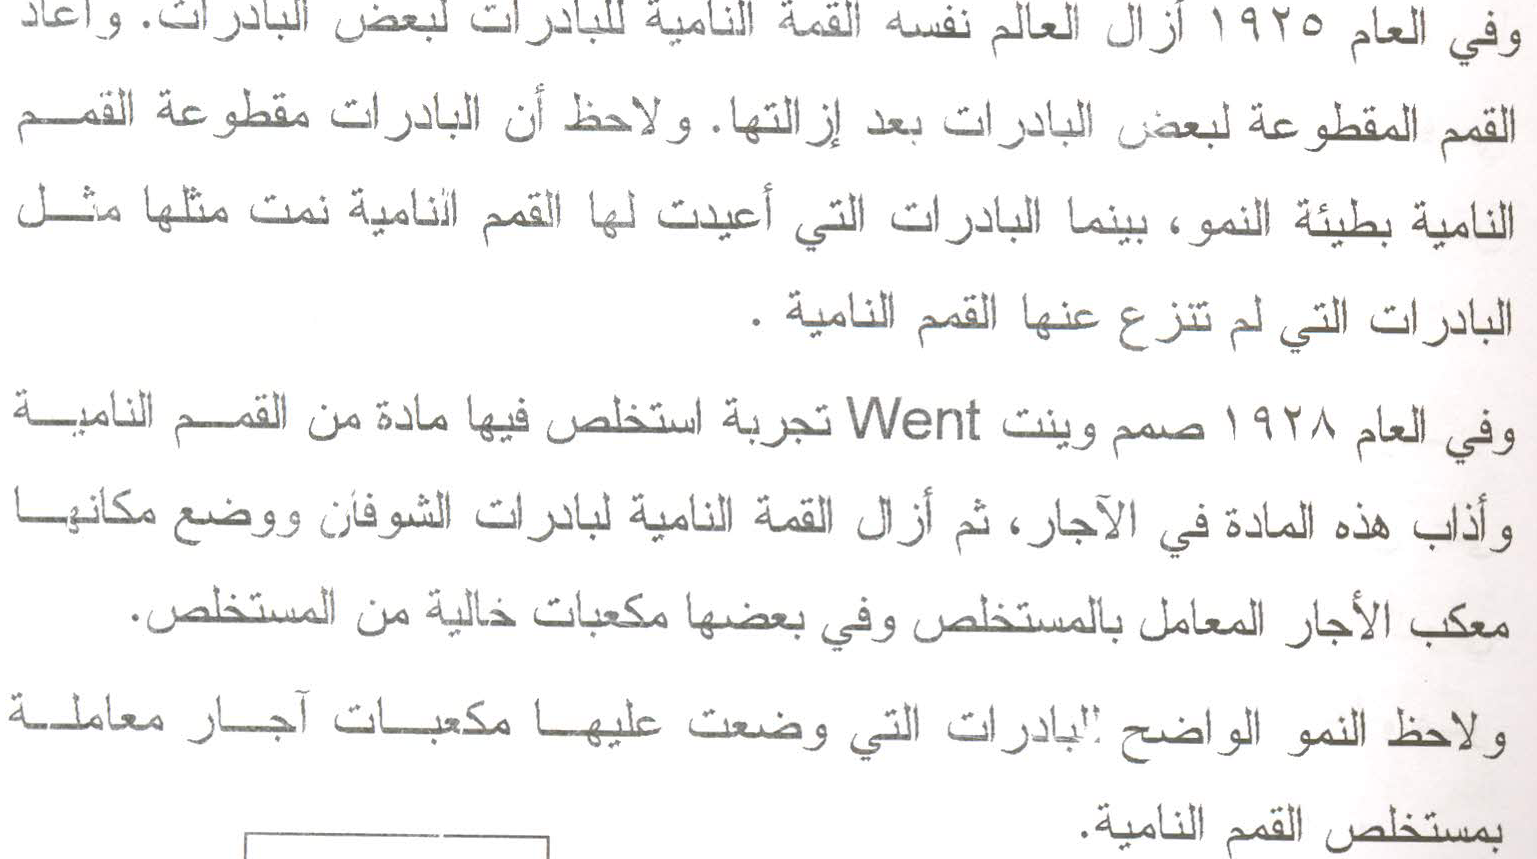 وفي العام ١٩٢٥ أزال العالم نفسه القمة النامية للبادرات لبعض البادرات. وأعاد
القمم المقطوعة لبعض البادرات بعد إزالتها. ولاحظ أن البادرات مقطوعة القمم
النامية بطيئة النمو، بينما البادرات التي أعيدت لها القمم النامية نمت مثلها مثل
البادرات التي لم تنزع عنها القمم النامية .
وفي العام ١٩٢٨ صمم وينت Went تجربة استخلص فيها مادة من القمم النامية
وأذاب هذه المادة في الآجار، ثم أزال القمة النامية لبادرات الشوفان ووضع مكانها
معكب الأجار المعامل بالمستخلص وفي بعضها مكعبات خالية من المستخلص.
ولاحظ النمو الواضح للبادرات التي وضعت عليها مكعبات آجار معاملة
بمستخلص القمم النامية.